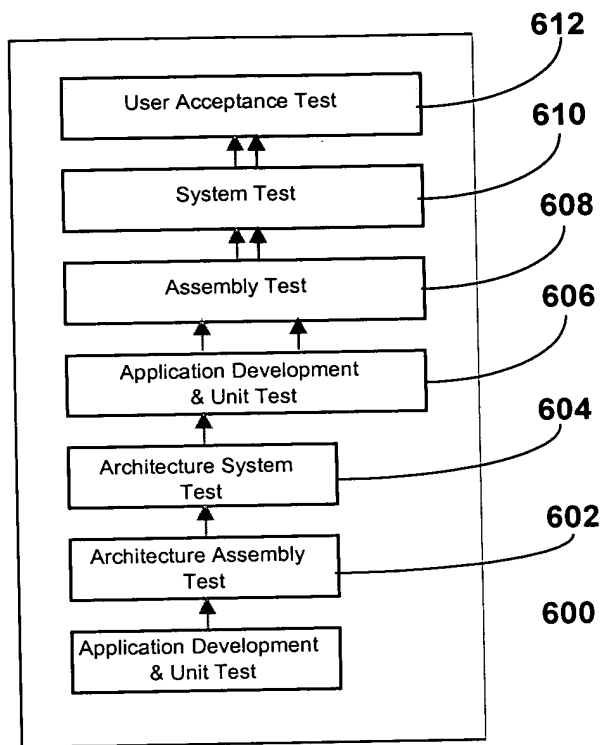 612
User Acceptance Test
610
System Test
608
Assembly Test
606
Application Development
& Unit Test
604
Architecture System
Test
602
Architecture Assembly
Test
600
Application Development
& Unit Test